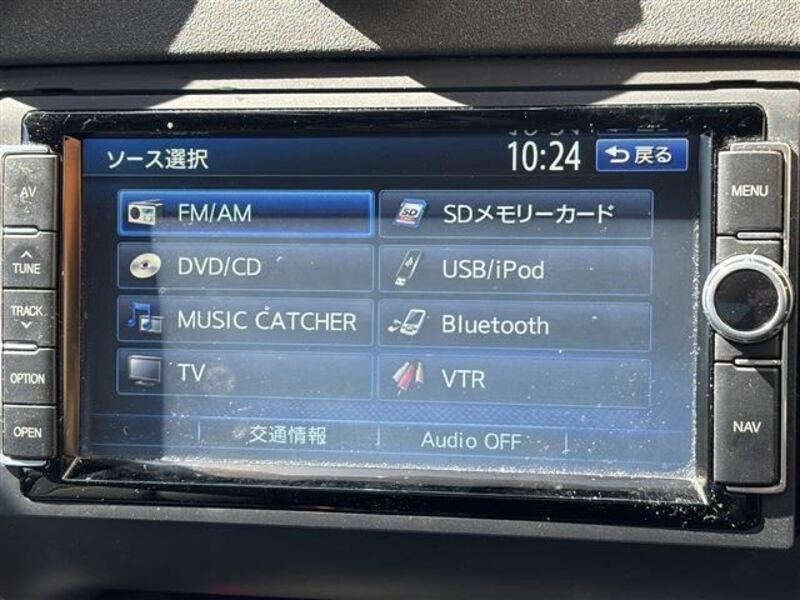 ソース選択 10:24 戻る
AV MENU
FM/AM SDメモリーカード
TUNE DVD/CD USB/iPod
TRACK MUSIC CATCHER Bluetooth
OPTION TV VTR
OPEN 交通情報 Audio OFF NAV